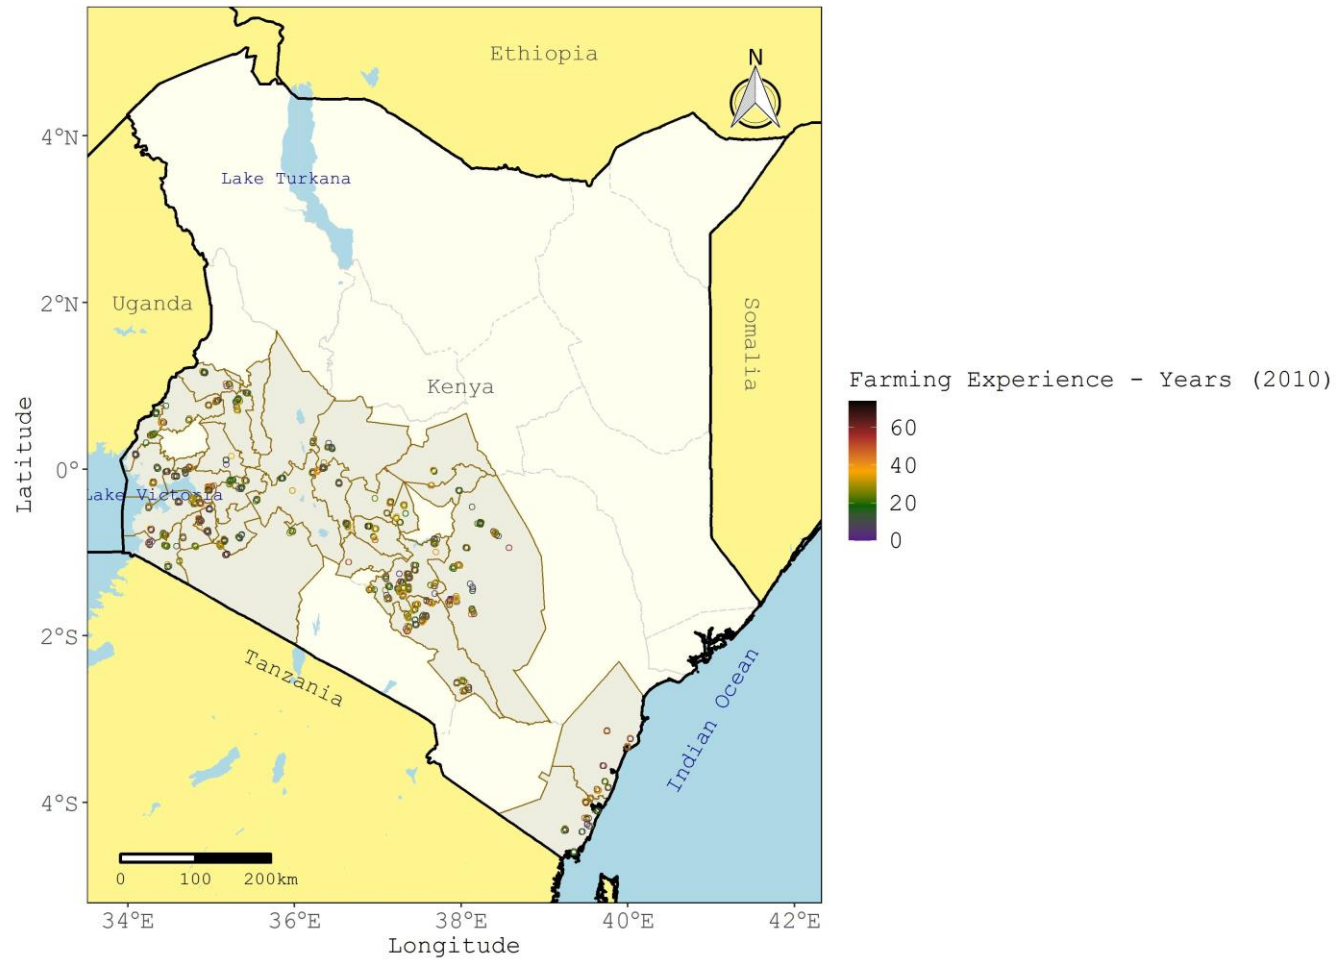 Ethiopia
N
4°N
Lake Turkana
2°N
Uganda
Somalia
Kenya
Farming Experience - Years (2010)
60
40
20
0
0°
Lake Victoria
Latitude
2°S
Tanzania
Indian Ocean
4°S
0 100 200km
34°E 36°E 38°E 40°E 42°E
Longitude